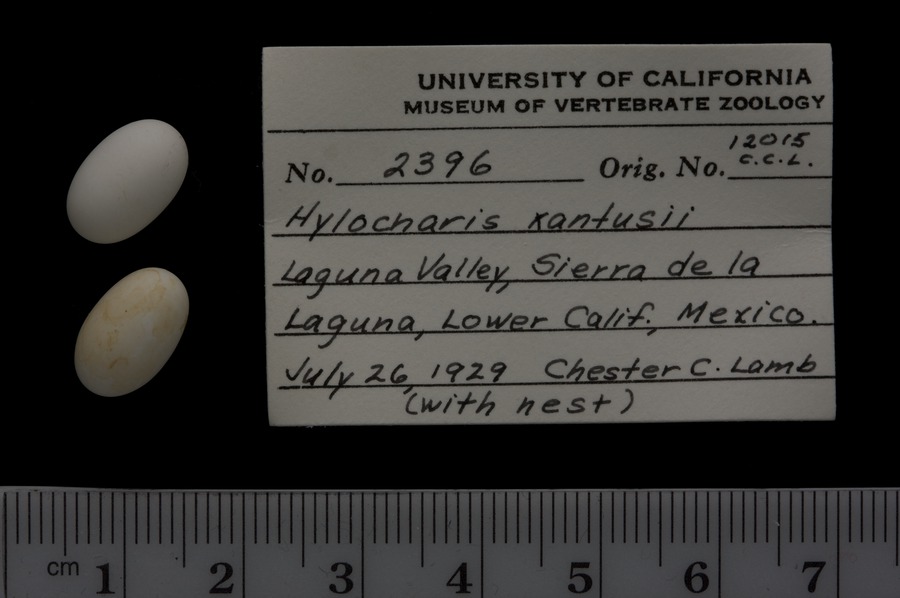 UNIVERSITY OF CALIFORNIA
MUSEUM OF VERTEBRATE ZOOLOGY
No. 2396 Orig. No. 12015 C.C.L.
Hylocharis xantusii
Laguna Valley, Sierra de la
Laguna, Lower Calif., Mexico.
July 26, 1929 Chester C. Lamb
(with nest)
cm 1 2 3 4 5 6 7